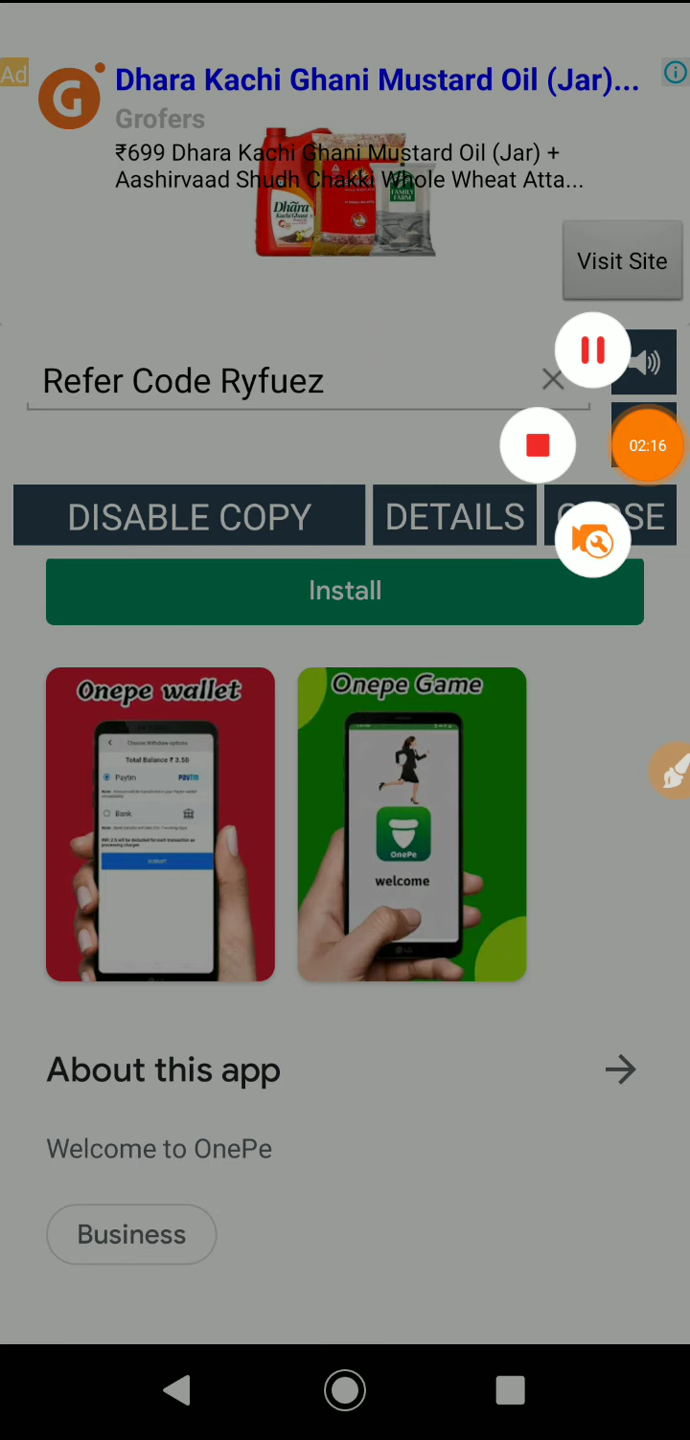 Ad
Dhara Kachi Ghani Mustard Oil (Jar)...
Grofers
₹699 Dhara Kachi Ghani Mustard Oil (Jar) +
Aashirvaad Shudh Chakki Whole Wheat Atta...
Visit Site
Refer Code Ryfuez
02:16
DISABLE COPY
DETAILS
Install
Onepe wallet
Onepe Game
Choose Withdraw options
Total Balance ₹ 3.50
Paytm
Bank
SUBMIT
OnePe
welcome
LG
About this app
Welcome to OnePe
Business